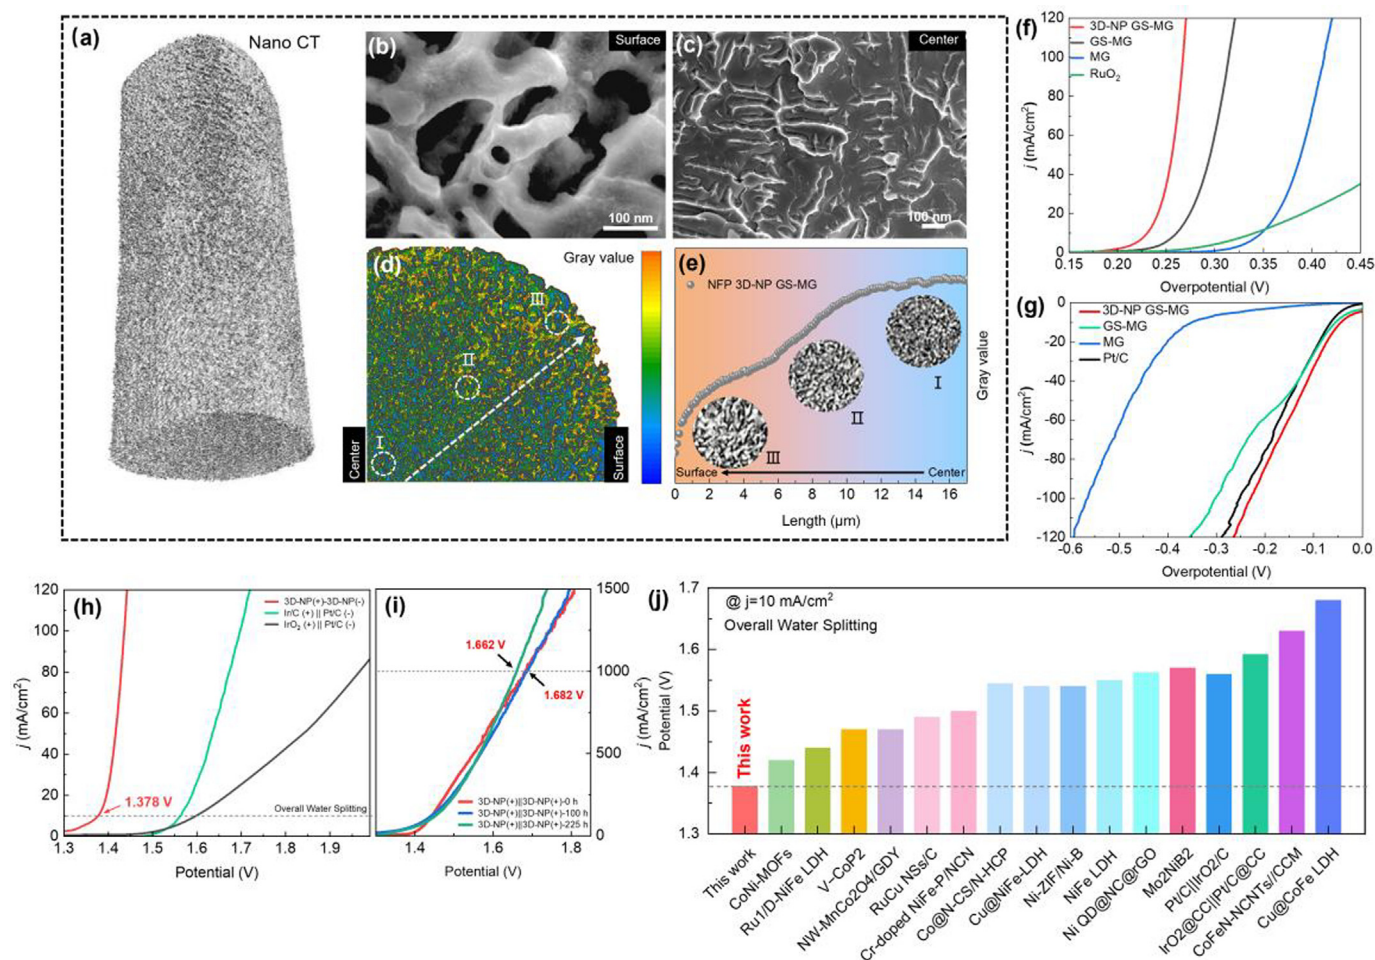 (a)
Nano CT
(b)
Surface
100 nm
(c)
Center
100 nm
(d)
Gray value
III
II
I
Center
Surface
(e)
NFP 3D-NP GS-MG
I
II
III
Surface
Center
Gray value
0 2 4 6 8 10 12 14 16
Length (μm)
(f)
3D-NP GS-MG
GS-MG
MG
RuO₂
120
100
80
60
40
20
0
j (mA/cm²)
0.15 0.20 0.25 0.30 0.35 0.40 0.45
Overpotential (V)
(g)
3D-NP GS-MG
GS-MG
MG
Pt/C
0
-20
-40
-60
-80
-100
-120
j (mA/cm²)
-0.6 -0.5 -0.4 -0.3 -0.2 -0.1 0.0
Overpotential (V)
(h)
3D-NP(+)-3D-NP(-)
Ir/C (+) || Pt/C (-)
IrO₂ (+) || Pt/C (-)
120
100
80
60
40
20
0
j (mA/cm²)
1.378 V
Overall Water Splitting
1.3 1.4 1.5 1.6 1.7 1.8 1.9
Potential (V)
(i)
1.662 V
1.682 V
3D-NP(+)||3D-NP(+)-0 h
3D-NP(+)||3D-NP(+)-100 h
3D-NP(+)||3D-NP(+)-225 h
1500
1000
500
0
j (mA/cm²)
1.4 1.6 1.8
Potential (V)
(j)
@ j=10 mA/cm²
Overall Water Splitting
1.7
1.6
1.5
1.4
1.3
Potential (V)
This work
This work
CoNi-MOFs
Ru1/D-NiFe LDH
V-CoP2
NW-MnCo2O4/GDY
RuCu NSs/C
Cr-doped NiFe-P/NCN
Co@N-CS/N-HCP
Cu@NiFe-LDH
Ni-ZIF/Ni-B
NiFe LDH
Ni QD@NC@rGO
Mo2NiB2
Pt/C||IrO2/C
IrO2@CC||Pt/C@CC
CoFeN-NCNTs//CCM
Cu@CoFe LDH